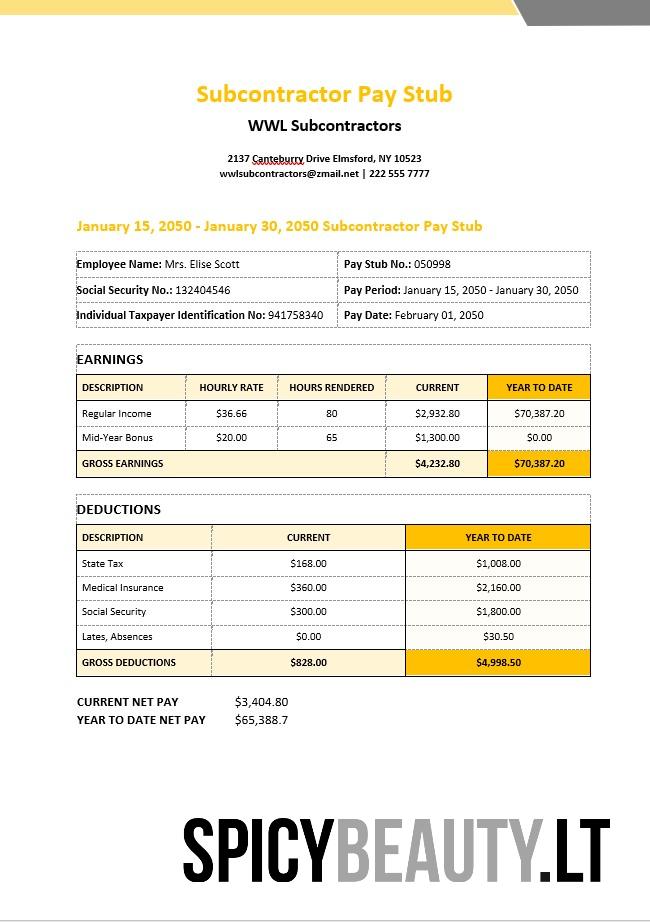 Subcontractor Pay Stub
WWL Subcontractors
2137 Canteburry Drive Elmsford, NY 10523
wwlsubcontractors@zmail.net | 222 555 7777
January 15, 2050 - January 30, 2050 Subcontractor Pay Stub
Employee Name: Mrs. Elise Scott Pay Stub No.: 050998
Social Security No.: 132404546 Pay Period: January 15, 2050 - January 30, 2050
Individual Taxpayer Identification No: 941758340 Pay Date: February 01, 2050
EARNINGS
DESCRIPTION HOURLY RATE HOURS RENDERED CURRENT YEAR TO DATE
Regular Income $36.66 80 $2,932.80 $70,387.20
Mid-Year Bonus $20.00 65 $1,300.00 $0.00
GROSS EARNINGS $4,232.80 $70,387.20
DEDUCTIONS
DESCRIPTION CURRENT YEAR TO DATE
State Tax $168.00 $1,008.00
Medical Insurance $360.00 $2,160.00
Social Security $300.00 $1,800.00
Lates, Absences $0.00 $30.50
GROSS DEDUCTIONS $828.00 $4,998.50
CURRENT NET PAY $3,404.80
YEAR TO DATE NET PAY $65,388.7
SPICYBEAUTY.LT